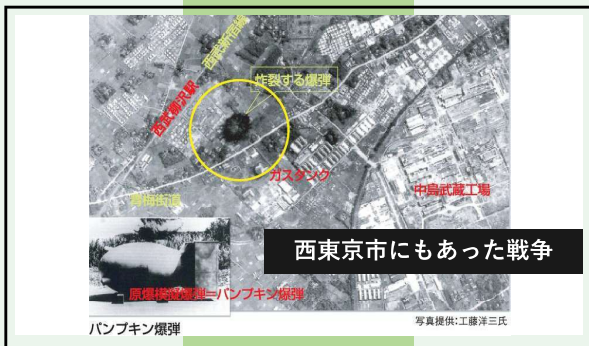 西武新宿線
炸裂する爆弾
西武柳沢駅
ガスタンク
中島武蔵工場
青梅街道
西東京市にもあった戦争
原爆模擬爆弾=パンプキン爆弾
パンプキン爆弾
写真提供:工藤洋三氏